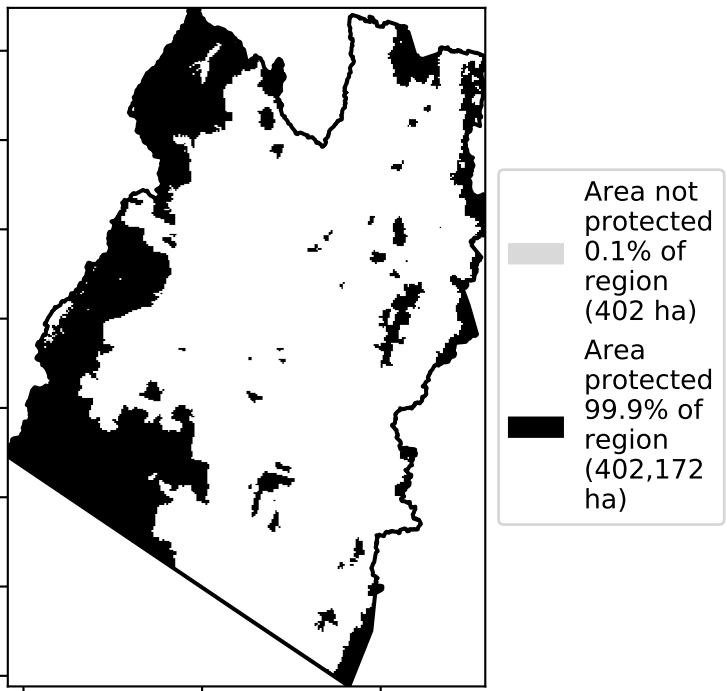 Area not
protected
0.1% of
region
(402 ha)
Area
protected
99.9% of
region
(402,172
ha)